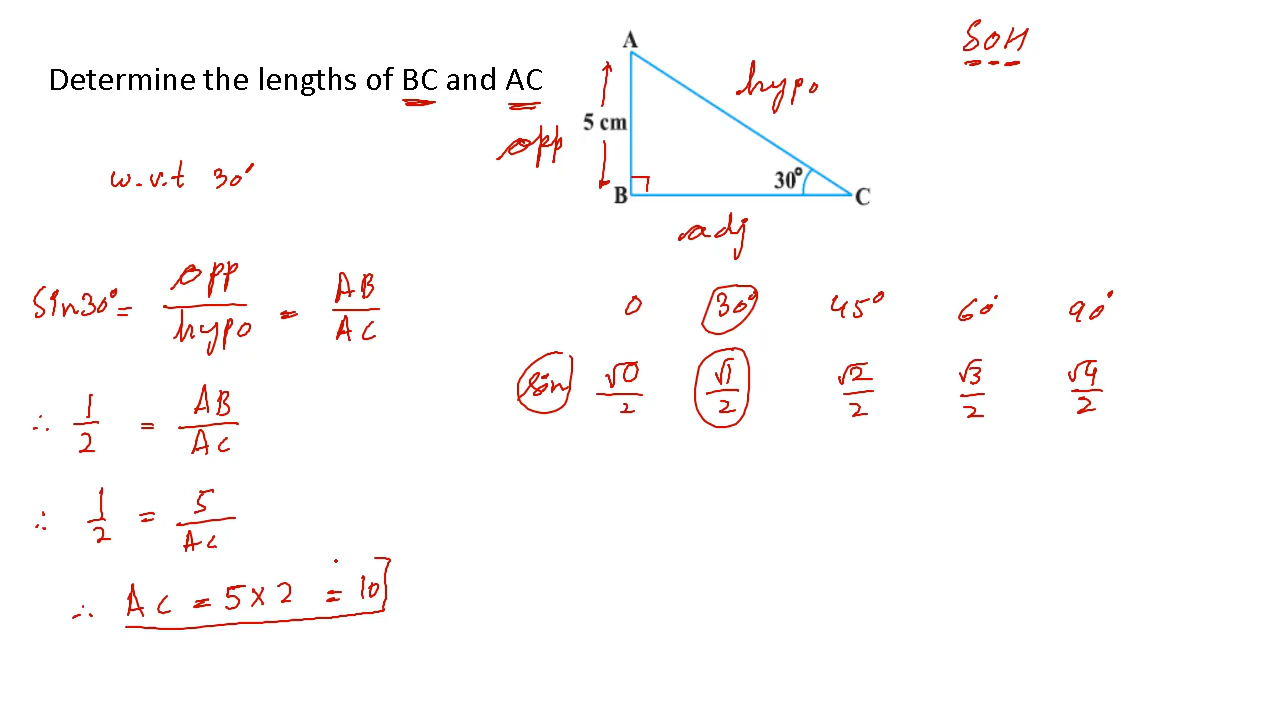 SOH
A
Determine the lengths of BC and AC
hypo
5 cm
opp
w.r.t 30°
30°
B
C
adj
Sin30° = opp / hypo = AB / AC
0 30° 45° 60° 90°
sin √0/2 √1/2 √2/2 √3/2 √4/2
∴ 1/2 = AB/AC
∴ 1/2 = 5/AC
∴ AC = 5 × 2 = 10